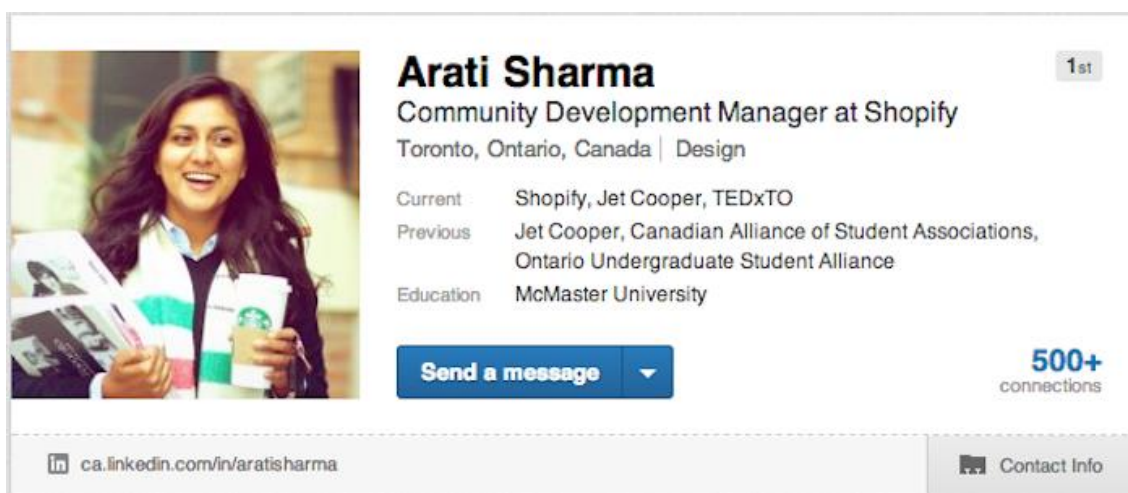 Arati Sharma
1st
Community Development Manager at Shopify
Toronto, Ontario, Canada | Design
Current Shopify, Jet Cooper, TEDxTO
Previous Jet Cooper, Canadian Alliance of Student Associations,
Ontario Undergraduate Student Alliance
Education McMaster University
Send a message
500+
connections
ca.linkedin.com/in/aratisharma
Contact Info